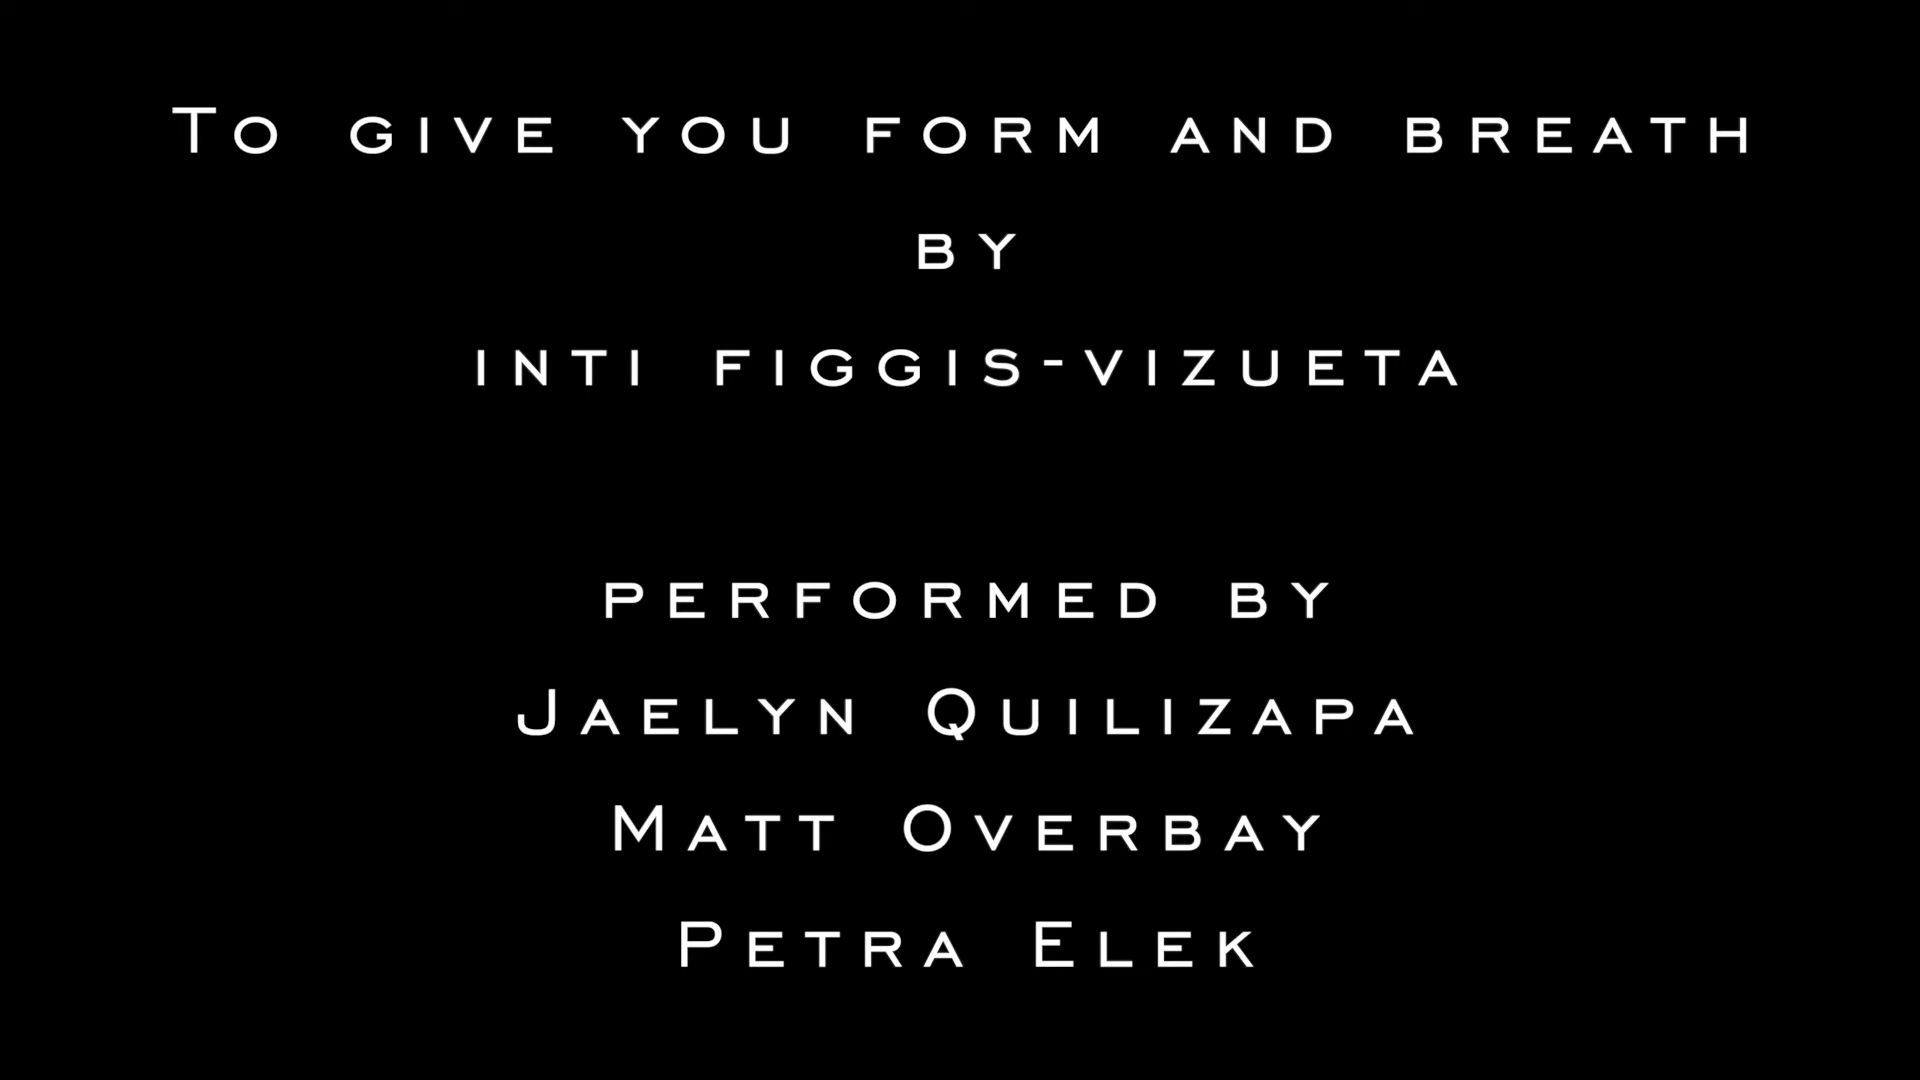 To give you form and breath
by
inti figgis-vizueta
performed by
Jaelyn Quilizapa
Matt Overbay
Petra Elek